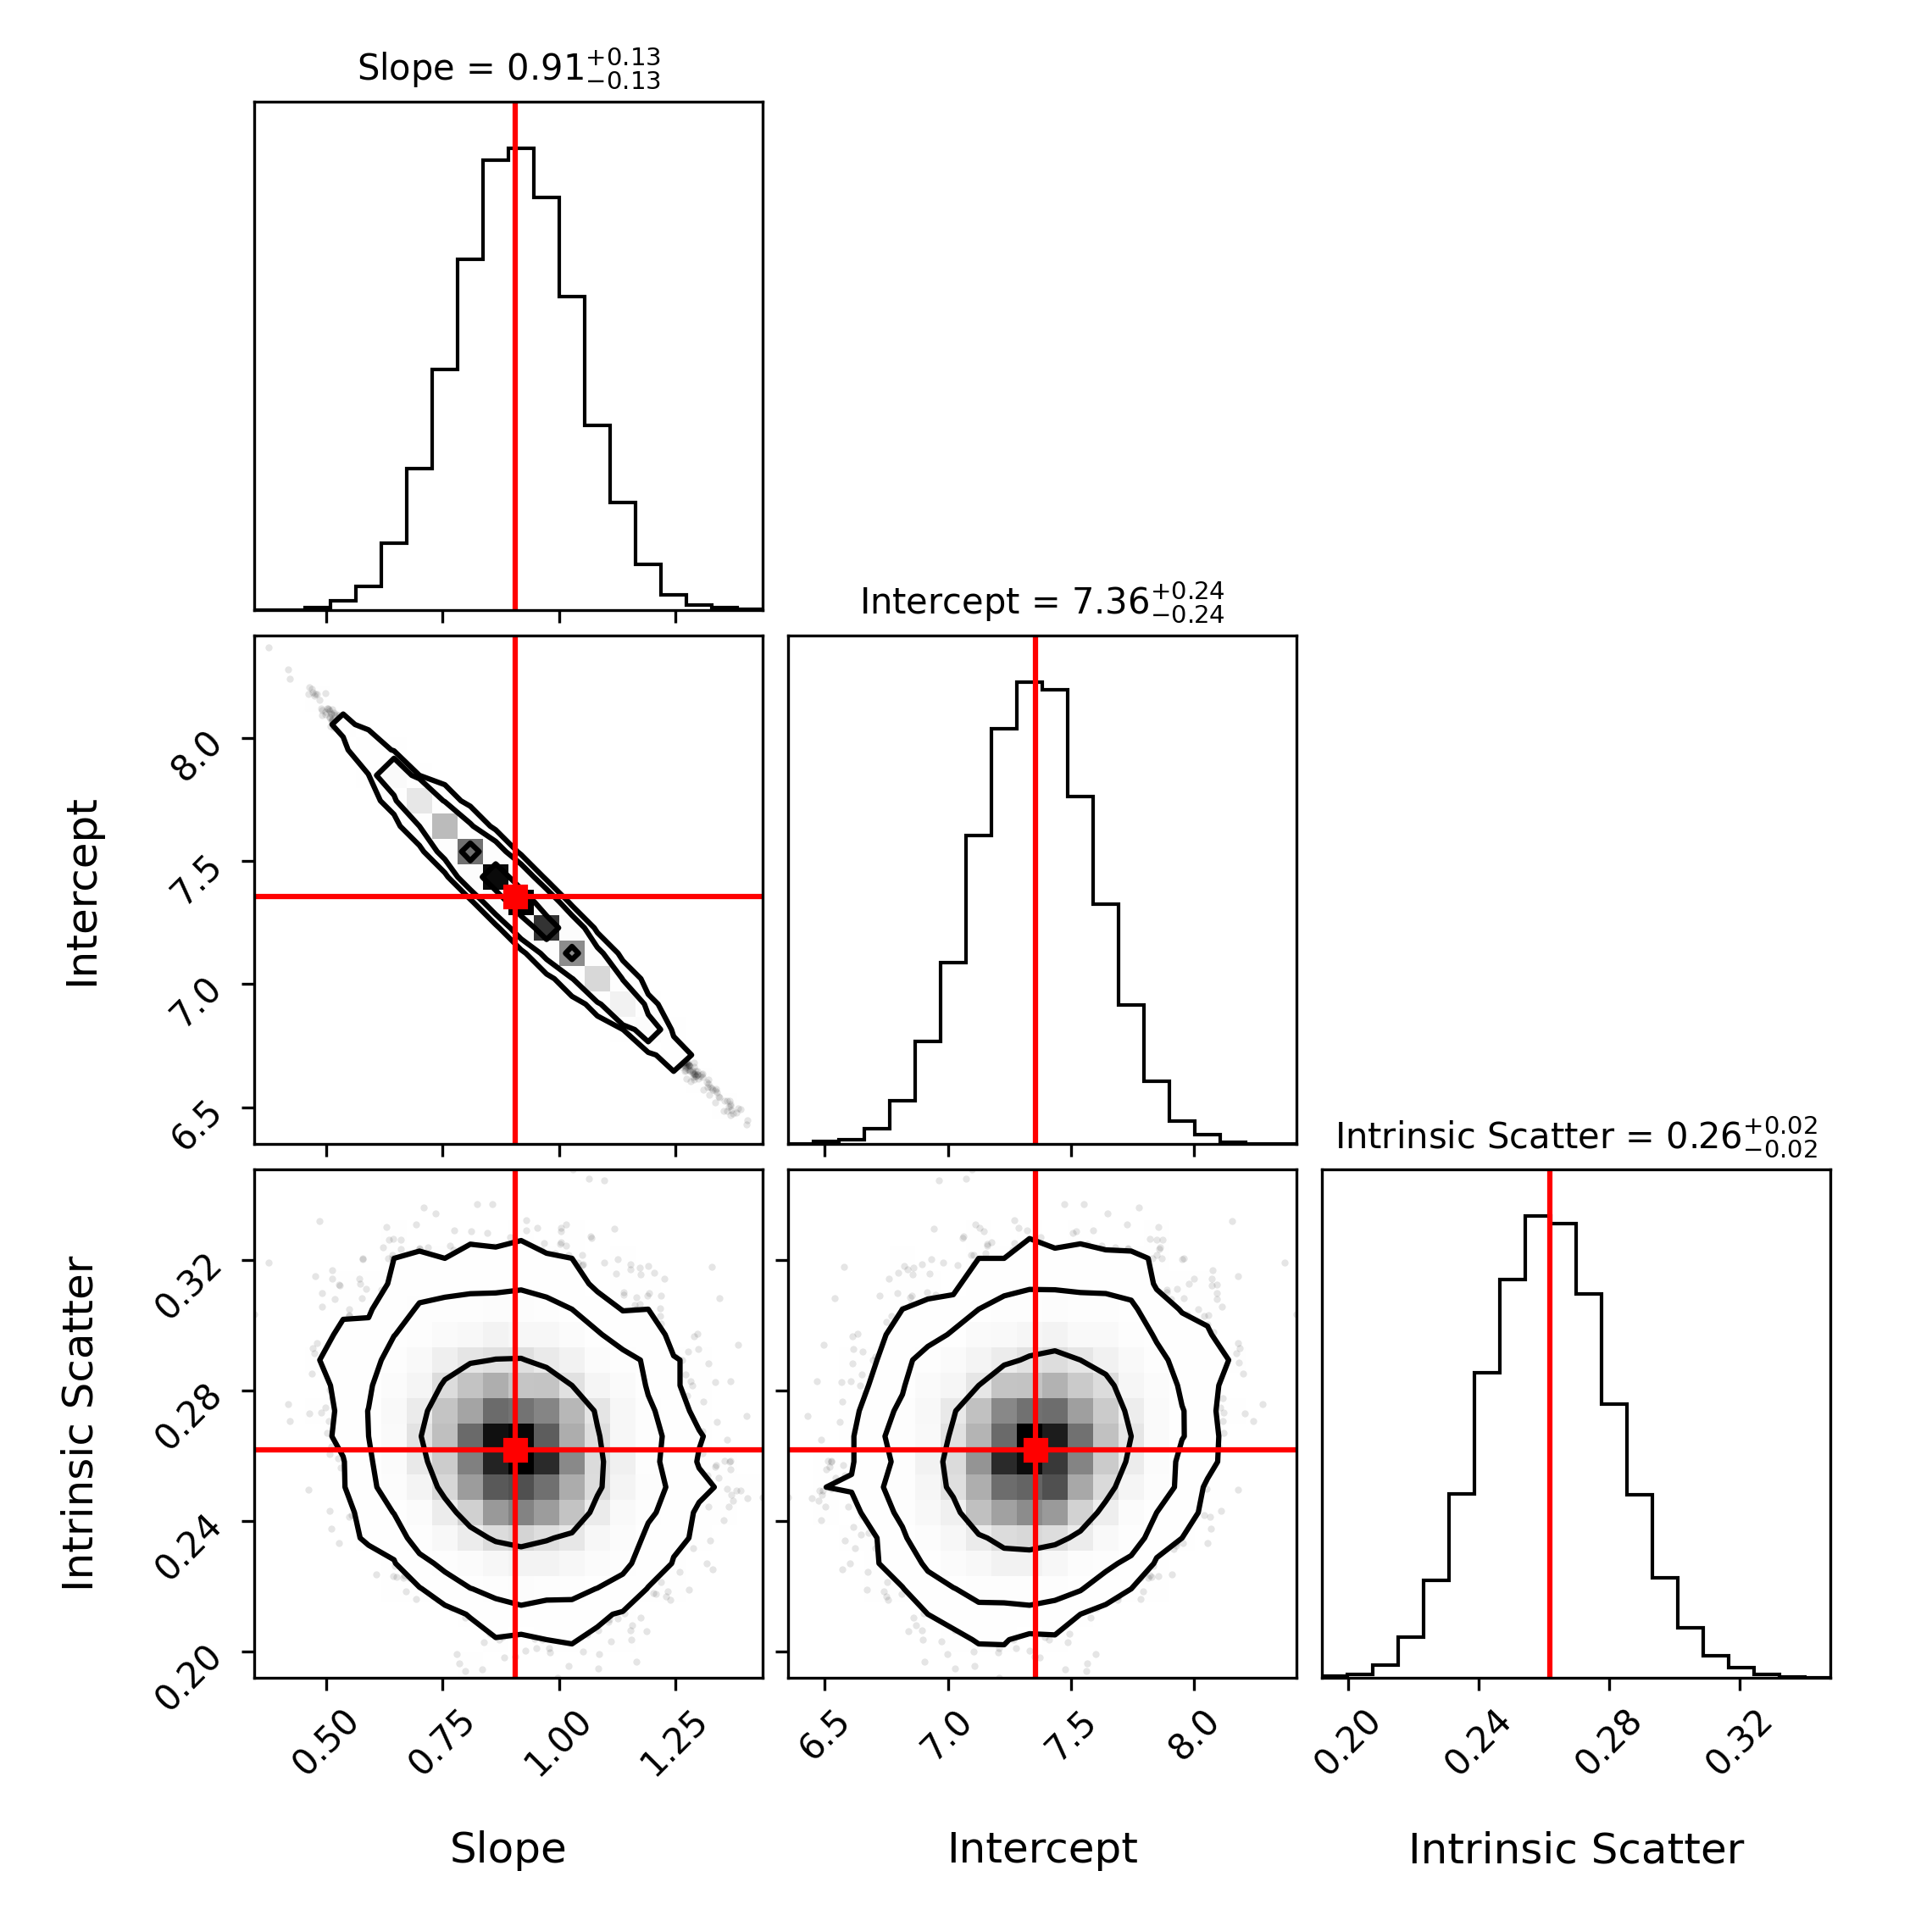 Slope = 0.91+0.13 −0.13
Intercept = 7.36+0.24 −0.24
Intercept
8.0
7.5
7.0
6.5
Intrinsic Scatter = 0.26+0.02 −0.02
Intrinsic Scatter
0.32
0.28
0.24
0.20
0.50 0.75 1.00 1.25 6.5 7.0 7.5 8.0 0.20 0.24 0.28 0.32
Slope Intercept Intrinsic Scatter